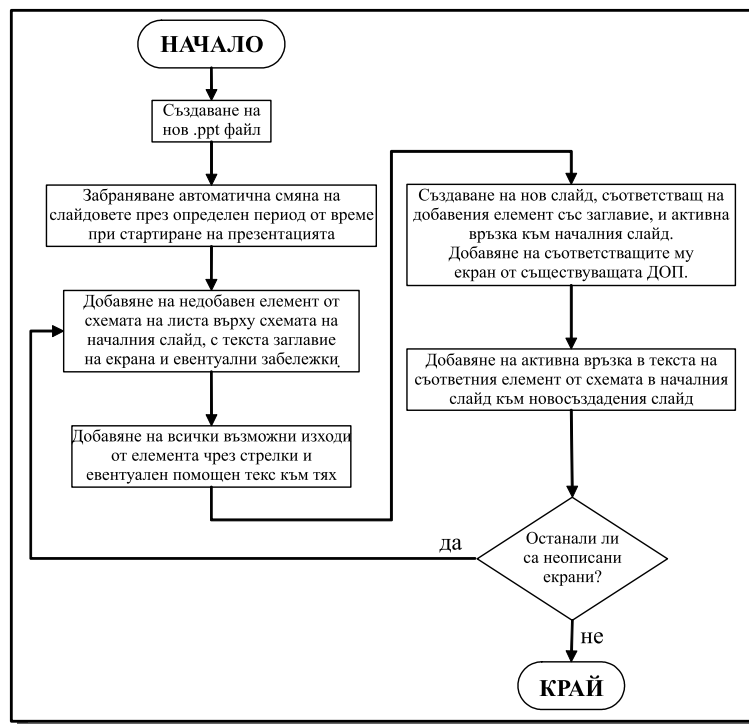 НАЧАЛО
Създаване на
нов .ppt файл
Забраняване автоматична смяна на
слайдовете през определен период от време
при стартиране на презентацията
Добавяне на недобавен елемент от
схемата на листа върху схемата на
началния слайд, с текста заглавие
на екрана и евентуални забележки.
Добавяне на всички възможни изходи
от елемента чрез стрелки и
евентуален помощен текс към тях
Създаване на нов слайд, съответстващ на
добавения елемент със заглавие, и активна
връзка към началния слайд.
Добавяне на съответстващите му
екран от съществуващата ДОП.
Добавяне на активна връзка в текста на
съответния елемент от схемата в началния
слайд към новосъздадения слайд
Останали ли
са неописани
екрани?
да
не
КРАЙ